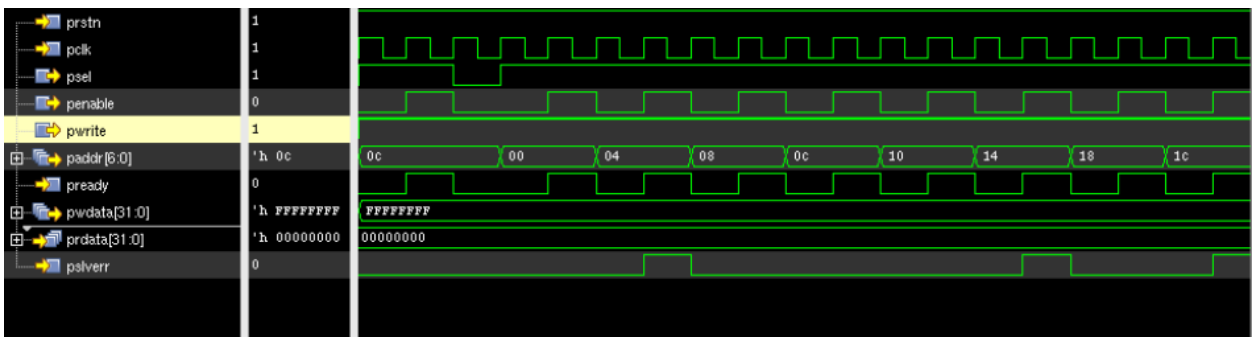 prstn 1
pclk 1
psel 1
penable 0
pwrite 1
paddr[6:0] 'h 0c 0c 00 04 08 0c 10 14 18 1c
pready 0
pwdata[31:0] 'h FFFFFFFF FFFFFFFF
prdata[31:0] 'h 00000000 00000000
pslverr 0